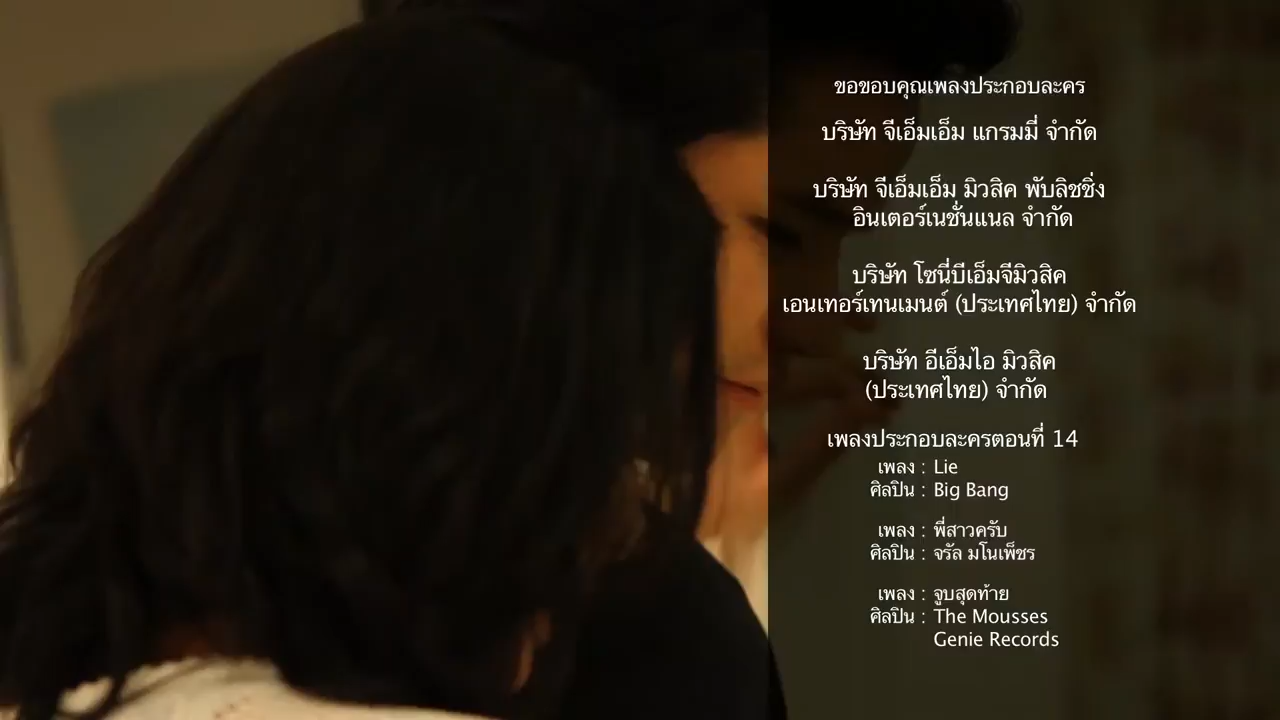 ขอขอบคุณเพลงประกอบละคร
บริษัท จีเอ็มเอ็ม แกรมมี่ จำกัด
บริษัท จีเอ็มเอ็ม มิวสิค พับลิชชิ่ง
อินเตอร์เนชั่นแนล จำกัด
บริษัท โซนี่บีเอ็มจีมิวสิค
เอนเทอร์เทนเมนต์ (ประเทศไทย) จำกัด
บริษัท อีเอ็มไอ มิวสิค
(ประเทศไทย) จำกัด
เพลงประกอบละครตอนที่ 14
เพลง : Lie
ศิลปิน : Big Bang
เพลง : พี่สาวครับ
ศิลปิน : จรัล มโนเพ็ชร
เพลง : จูบสุดท้าย
ศิลปิน : The Mousses
Genie Records